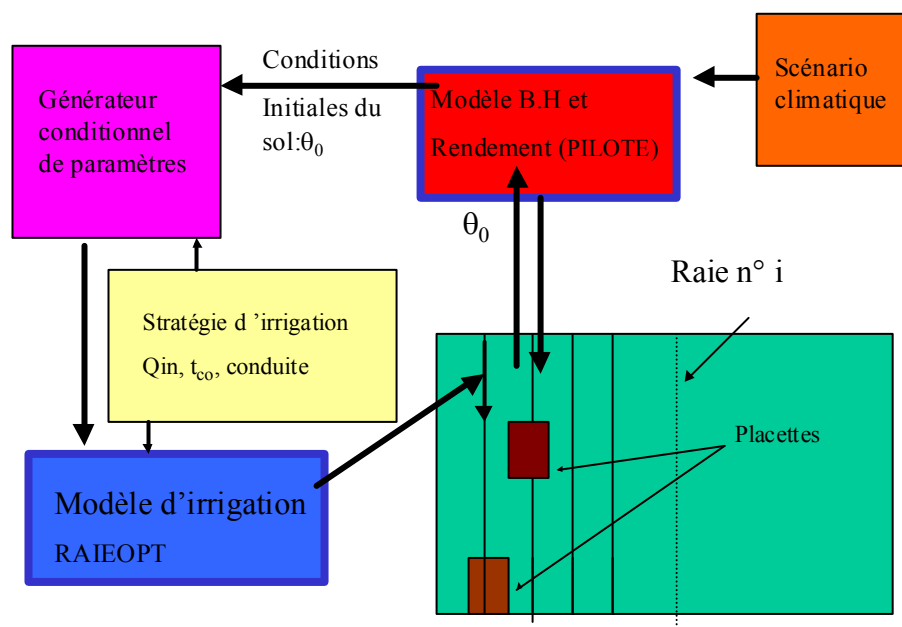 Générateur
conditionnel
de paramètres
Conditions
Initiales du
sol:θ₀
Modèle B.H et
Rendement (PILOTE)
Scénario
climatique
θ₀
Raie n° i
Stratégie d ’irrigation
Qin, tco, conduite
Placettes
Modèle d’irrigation
RAIEOPT